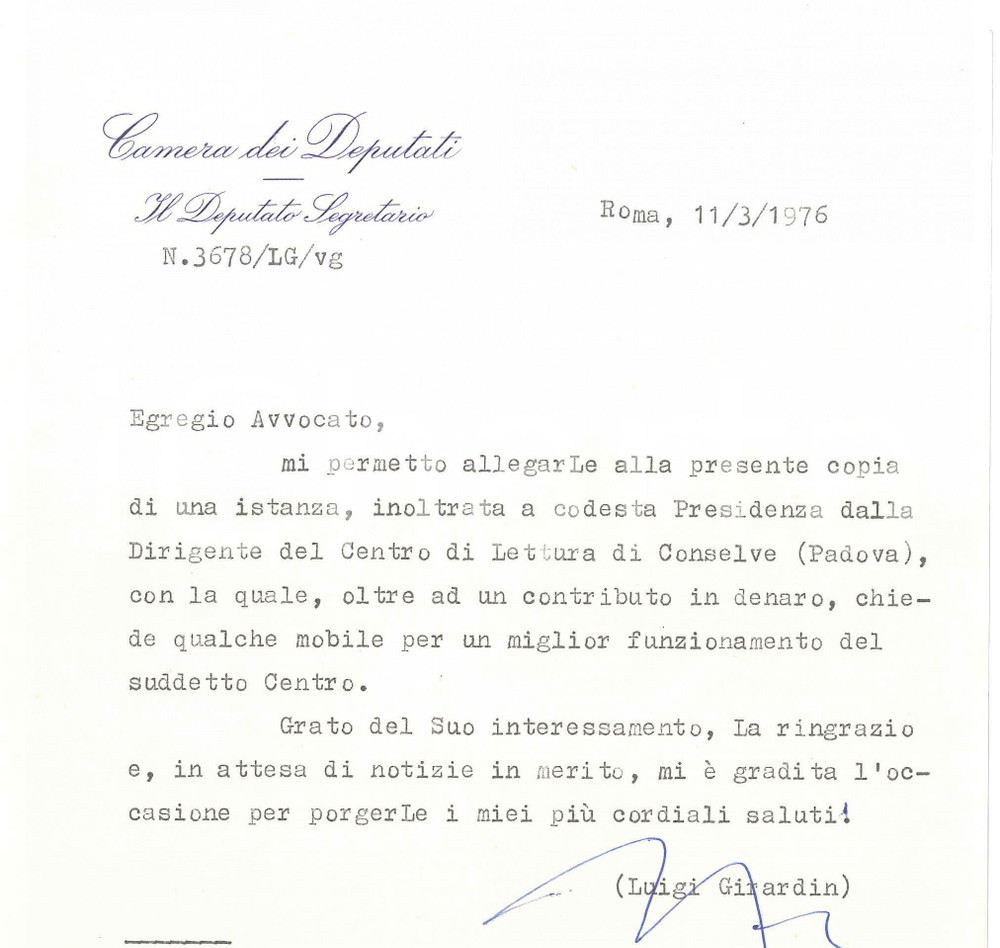 Camera dei Deputati
Il Deputato Segretario
N.3678/LG/vg
Roma, 11/3/1976
Egregio Avvocato,
mi permetto allegarLe alla presente copia
di una istanza, inoltrata a codesta Presidenza dalla
Dirigente del Centro di Lettura di Conselve (Padova),
con la quale, oltre ad un contributo in denaro, chie-
de qualche mobile per un miglior funzionamento del
suddetto Centro.
Grato del Suo interessamento, La ringrazio
e, in attesa di notizie in merito, mi è gradita l'oc-
casione per porgerLe i miei più cordiali saluti!
(Luigi Girardin)